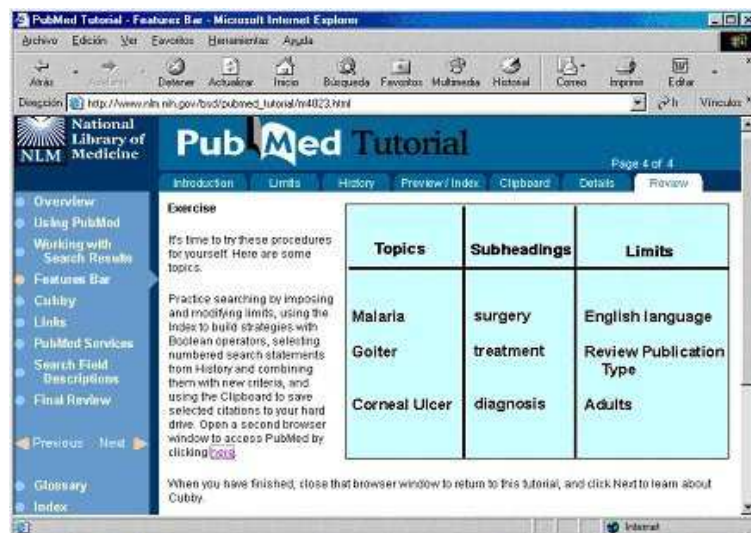 PubMed Tutorial - Features Bar - Microsoft Internet Explorer
Archivo Edición Ver Favoritos Herramientas Ayuda
Atrás Detener Actualizar Inicio Búsqueda Favoritos Multimedia Historial Correo Imprimir Editar
Dirección http://www.nlm.nih.gov/bsd/pubmed_tutorial/m4023.html Vínculos
National
Library of
NLM Medicine
PubMed Tutorial
Page 4 of 4
Introduction Limits History Preview / Index Clipboard Details Review
Overview
Using PubMed
Working with
Search Results
Features Bar
Cubby
Links
PubMed Services
Search Field
Descriptions
Final Review
Previous Next
Glossary
Index
Exercise
It's time to try these procedures
for yourself. Here are some
topics.
Practice searching by imposing
and modifying limits, using the
Index to build strategies with
Boolean operators, selecting
numbered search statements
from History and combining
them with new criteria, and
using the Clipboard to save
selected citations to your hard
drive. Open a second browser
window to access PubMed by
clicking here.
Topics Subheadings Limits
Malaria surgery English language
Goiter treatment Review Publication
Type
Corneal Ulcer diagnosis Adults
When you have finished, close that browser window to return to this tutorial, and click Next to learn about
Cubby.
Internet